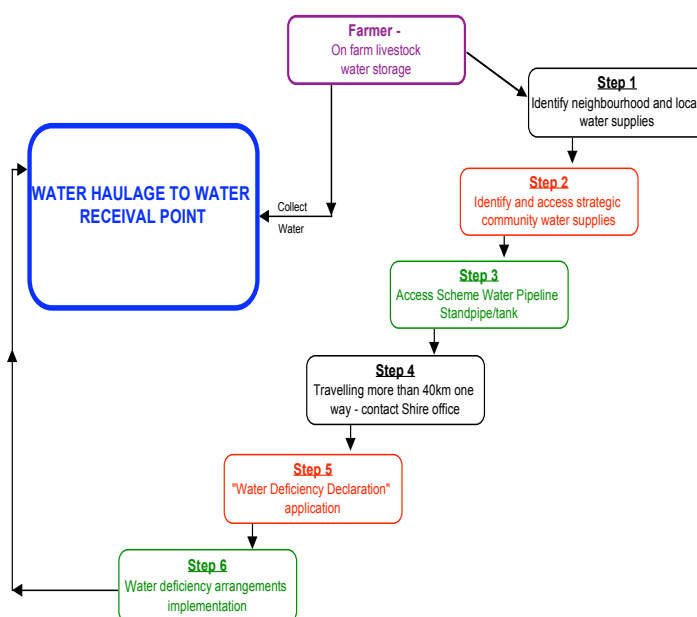 Farmer -
On farm livestock
water storage
Step 1
Identify neighbourhood and local
water supplies
WATER HAULAGE TO WATER
RECEIVAL POINT
Collect
Water
Step 2
Identify and access strategic
community water supplies
Step 3
Access Scheme Water Pipeline
Standpipe/tank
Step 4
Travelling more than 40km one
way - contact Shire office
Step 5
"Water Deficiency Declaration"
application
Step 6
Water deficiency arrangements
implementation